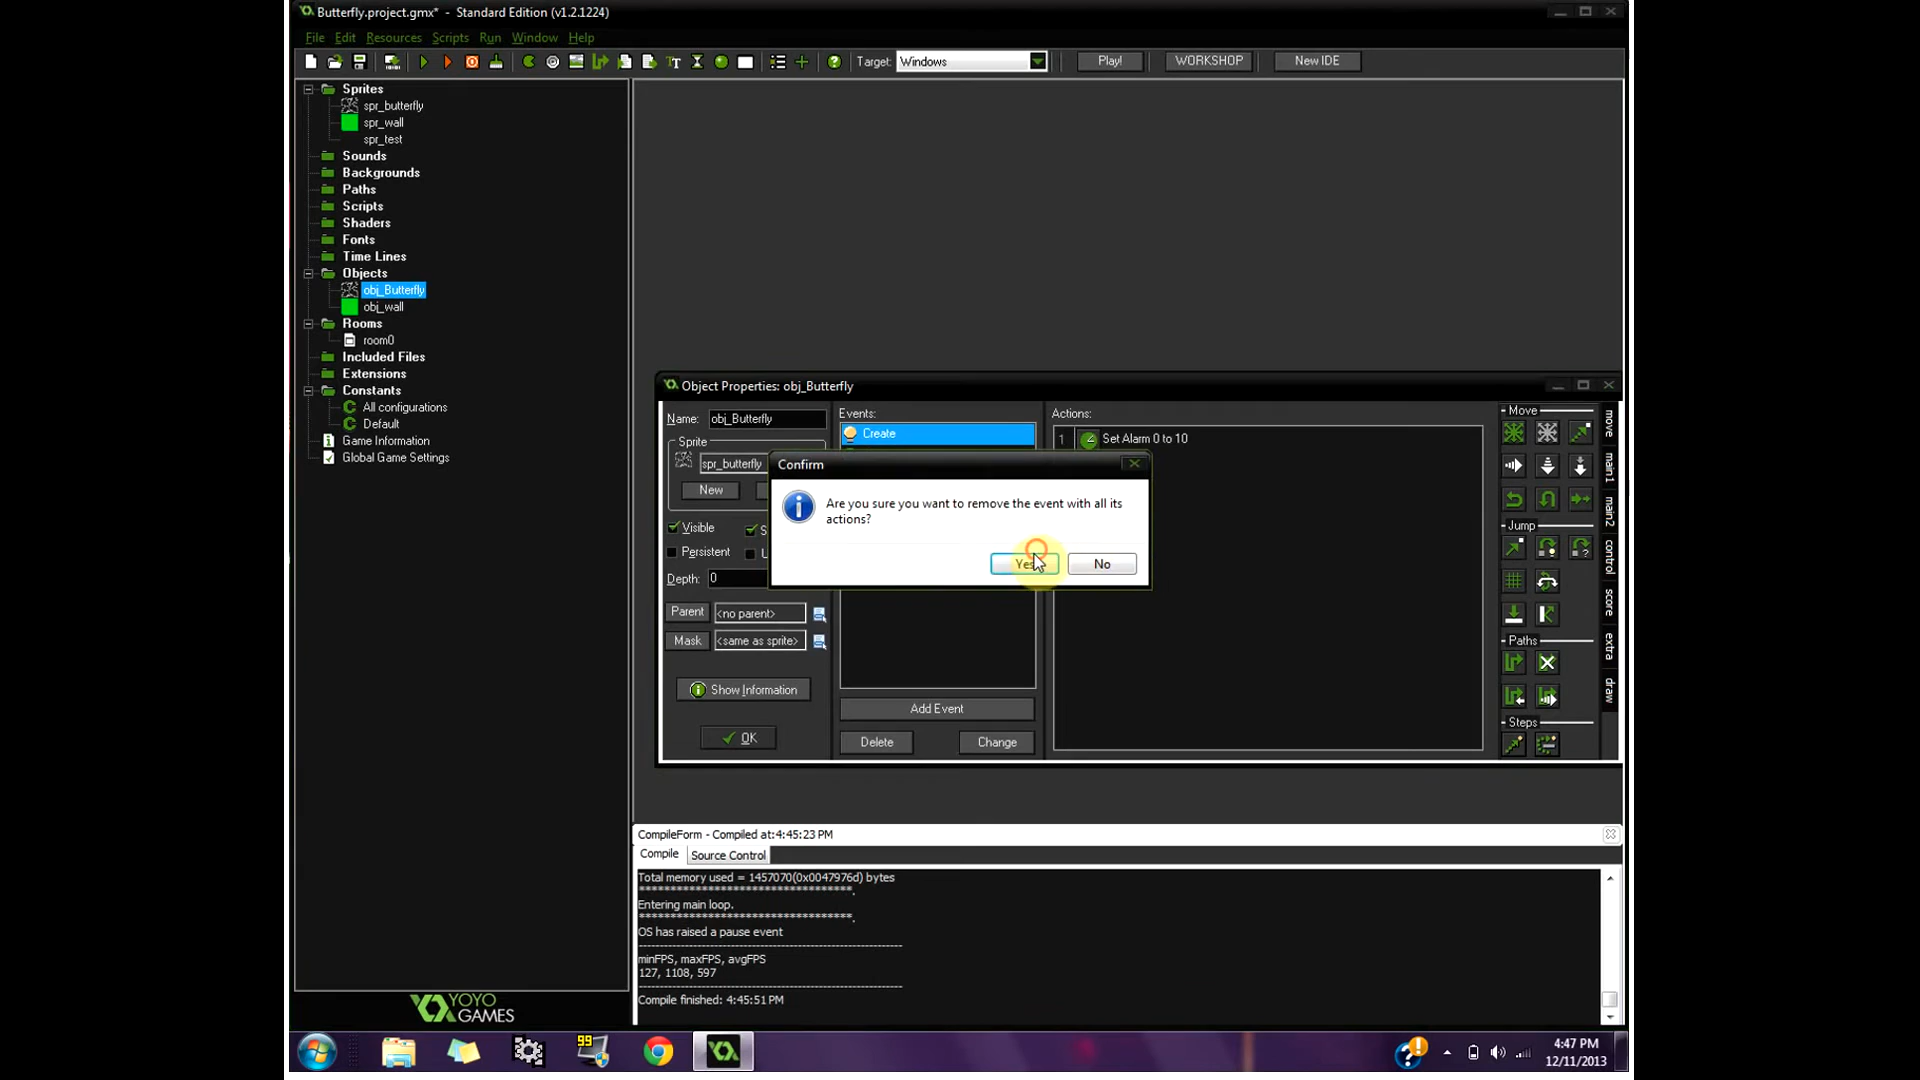 Butterfly.project.gmx* - Standard Edition (v1.2.1224)
File Edit Resources Scripts Run Window Help
Target: Windows Play! WORKSHOP New IDE
Sprites
spr_butterfly
spr_wall
spr_test
Sounds
Backgrounds
Paths
Scripts
Shaders
Fonts
Time Lines
Objects
obj_Butterfly
obj_wall
Rooms
room0
Included Files
Extensions
Constants
All configurations
Default
Game Information
Global Game Settings
YOYO
GAMES
Object Properties: obj_Butterfly
Name: obj_Butterfly
Sprite
spr_butterfly
New
Visible S
Persistent
Depth: 0
Parent <no parent>
Mask <same as sprite>
Show Information
OK
Events:
Create
Add Event
Delete Change
Actions:
1 Set Alarm 0 to 10
Move
Jump
Paths
Steps
move
main1
main2
control
score
extra
draw
Confirm
Are you sure you want to remove the event with all its
actions?
Yes No
CompileForm - Compiled at:4:45:23 PM
Compile Source Control
Total memory used = 1457070(0x0047976d) bytes
***********************************.
Entering main loop.
***********************************.
OS has raised a pause event
minFPS, maxFPS, avgFPS
127, 1108, 597
Compile finished: 4:45:51 PM
99
4:47 PM
12/11/2013